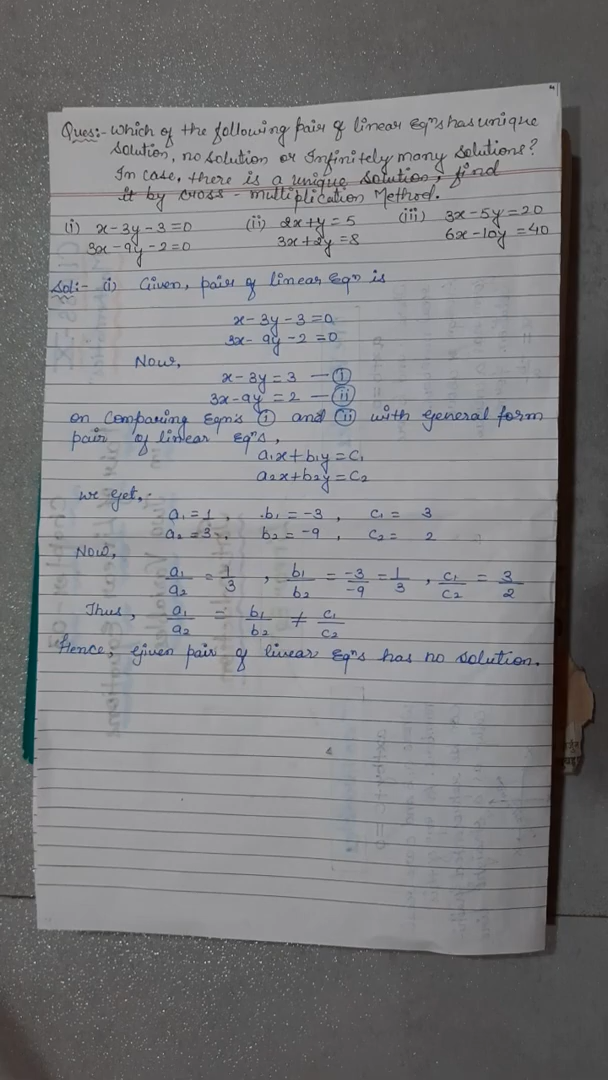 Ques:- Which of the following pair of linear Eqns has unique
solution, no solution or Infinitely many solutions?
In case, there is a unique solution, find
it by cross-multiplication Method.
(i) x-3y-3=0 (ii) 2x+y=5 (iii) 3x-5y=20
3x-9y-2=0 3x+2y=8 6x-10y=40
Sol:- (i) Given, pair of linear Eqn is
x-3y-3=0
3x-9y-2=0
Now,
x-3y=3 — (i)
3x-9y=2 — (ii)
on Comparing Eqn's (i) and (ii) with general form
pair of linear Eqns,
a1x+b1y=c1
a2x+b2y=c2
we get,
a1=1, b1=-3, c1= 3
a2=3, b2=-9, c2= 2
Now,
a1/a2 = 1/3, b1/b2 = -3/-9 = 1/3, c1/c2 = 3/2
Thus, a1/a2 = b1/b2 ≠ c1/c2
Hence, given pair of linear Eqns has no solution.